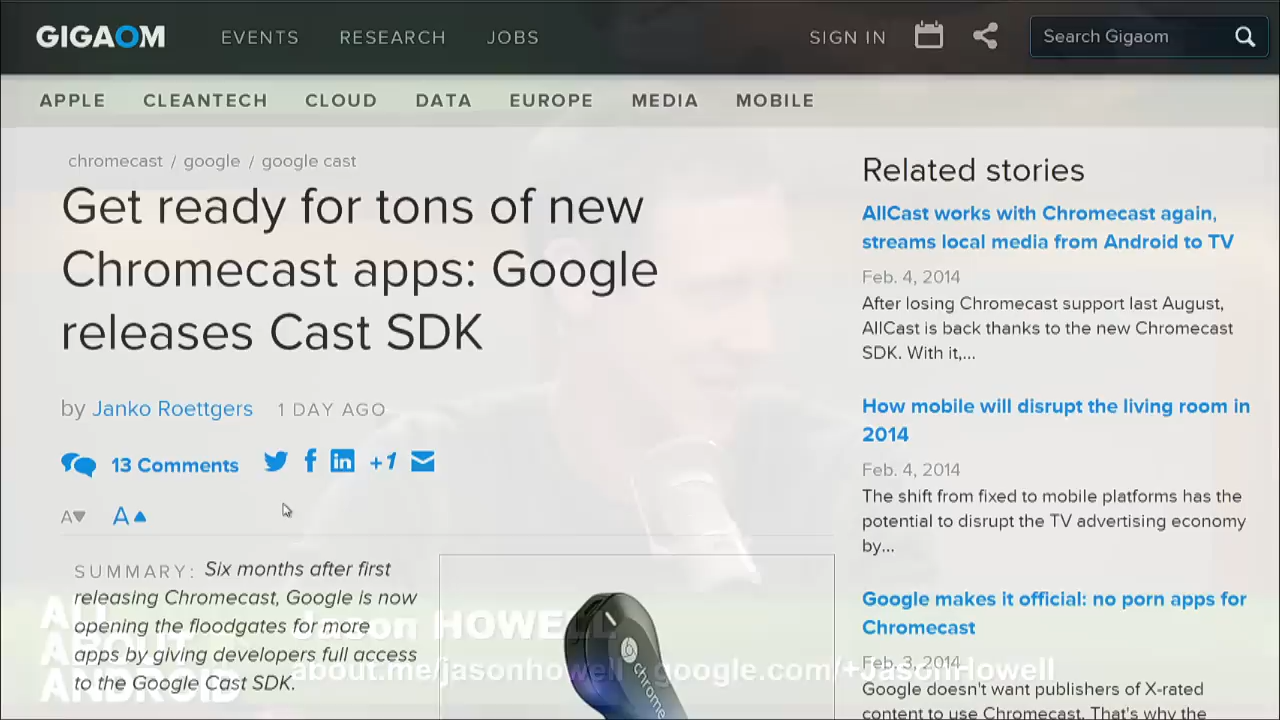 GIGAOM EVENTS RESEARCH JOBS SIGN IN Search Gigaom
APPLE CLEANTECH CLOUD DATA EUROPE MEDIA MOBILE
chromecast / google / google cast
Get ready for tons of new
Chromecast apps: Google
releases Cast SDK
by Janko Roettgers 1 DAY AGO
13 Comments +1
A A
SUMMARY: Six months after first
releasing Chromecast, Google is now
opening the floodgates for more
apps by giving developers full access
to the Google Cast SDK.
chrome
Related stories
AllCast works with Chromecast again,
streams local media from Android to TV
Feb. 4, 2014
After losing Chromecast support last August,
AllCast is back thanks to the new Chromecast
SDK. With it,...
How mobile will disrupt the living room in
2014
Feb. 4, 2014
The shift from fixed to mobile platforms has the
potential to disrupt the TV advertising economy
by...
Google makes it official: no porn apps for
Chromecast
Feb. 3, 2014
Google doesn't want publishers of X-rated
content to use Chromecast. That's why the
ALL
ABOUT
ANDROID
Jason HOWELL
about.me/jasonhowell · google.com/+JasonHowell